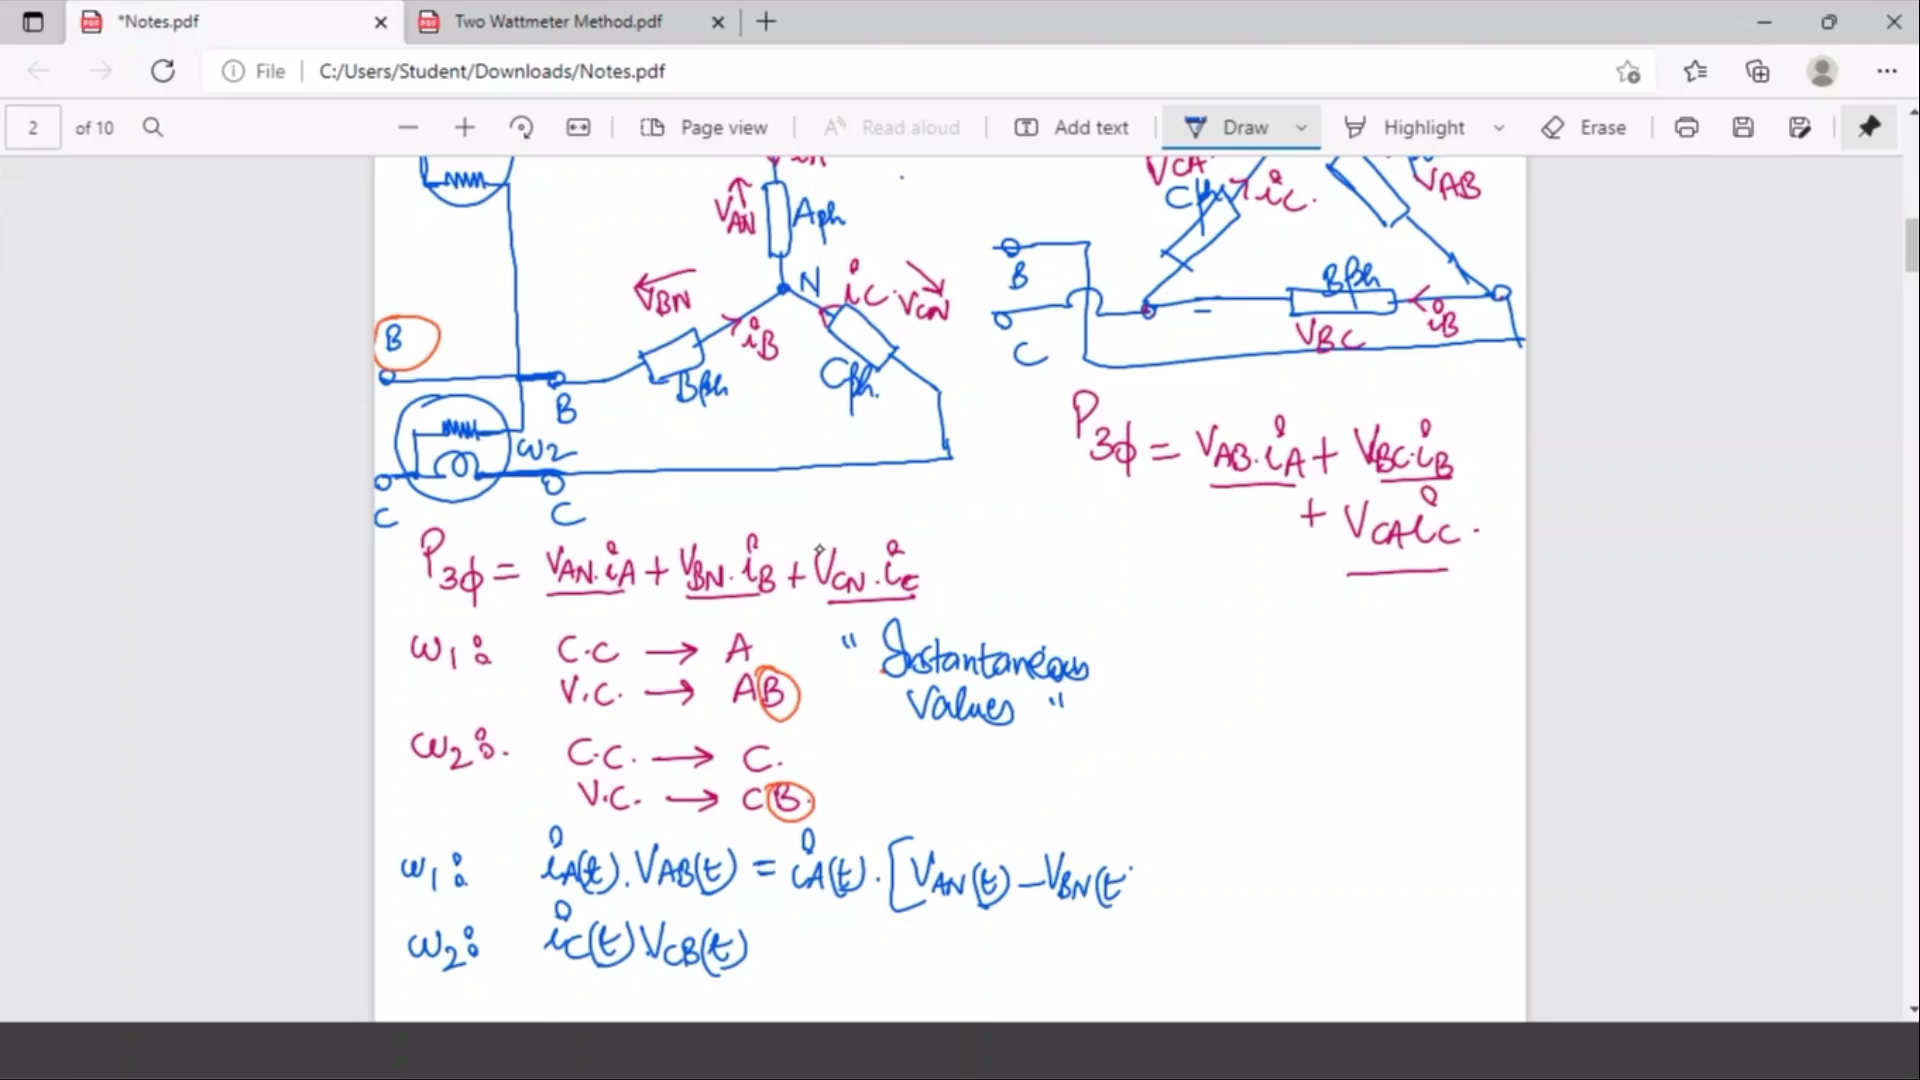 *Notes.pdf
Two Wattmeter Method.pdf
File
C:/Users/Student/Downloads/Notes.pdf
2 of 10
Page view
Read aloud
Add text
Draw
Highlight
Erase
VAN
Aph
N
VBN
iC
VCN
iB
Bph
Cph.
B
B
W2
C
C
VCA
Cph
iC.
VAB
B
C
Bph
VBC
iB
P3ϕ = VAB.iA + VBC.iB
+ VCAiC.
P3ϕ = VAN.iA + VBN.iB + VCN.iC
W1: C.C → A
V.C. → AB
"Instantaneous
Values"
W2:. C.C. → C.
V.C. → CB.
W1: iA(t).VAB(t) = iA(t).[VAN(t) – VBN(t
W2: iC(t) VCB(t)